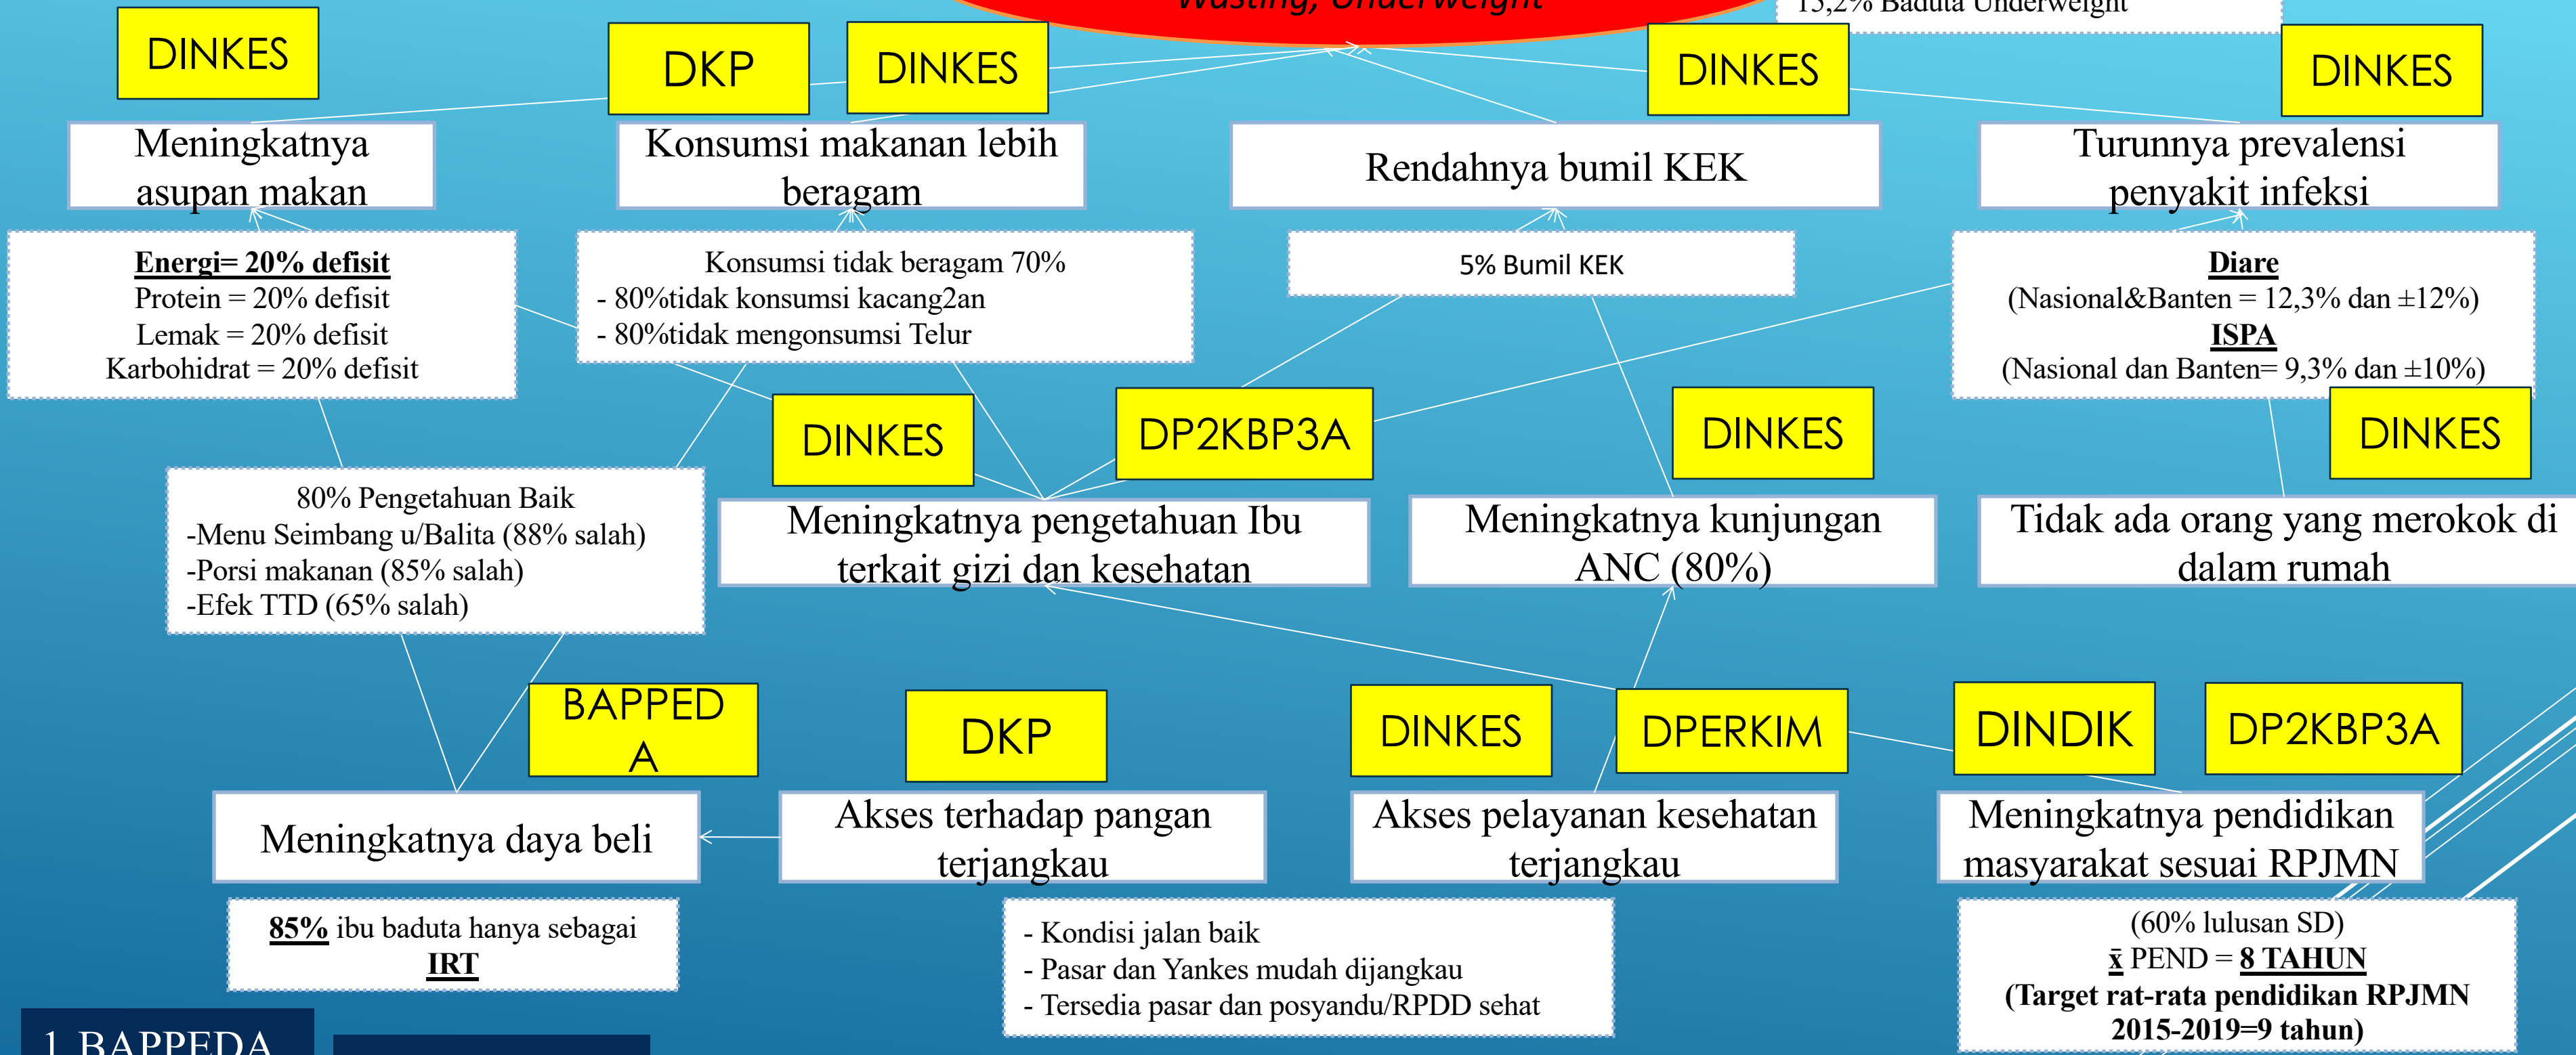 Wasting, Underweight
15,2% Baduta Underweight
DINKES
DKP
DINKES
DINKES
DINKES
Meningkatnya
asupan makan
Konsumsi makanan lebih
beragam
Rendahnya bumil KEK
Turunnya prevalensi
penyakit infeksi
Energi= 20% defisit
Protein = 20% defisit
Lemak = 20% defisit
Karbohidrat = 20% defisit
Konsumsi tidak beragam 70%
- 80%tidak konsumsi kacang2an
- 80%tidak mengonsumsi Telur
5% Bumil KEK
Diare
(Nasional&Banten = 12,3% dan ±12%)
ISPA
(Nasional dan Banten= 9,3% dan ±10%)
DINKES
DP2KBP3A
DINKES
DINKES
80% Pengetahuan Baik
-Menu Seimbang u/Balita (88% salah)
-Porsi makanan (85% salah)
-Efek TTD (65% salah)
Meningkatnya pengetahuan Ibu
terkait gizi dan kesehatan
Meningkatnya kunjungan
ANC (80%)
Tidak ada orang yang merokok di
dalam rumah
BAPPED
A
DKP
DINKES
DPERKIM
DINDIK
DP2KBP3A
Meningkatnya daya beli
Akses terhadap pangan
terjangkau
Akses pelayanan kesehatan
terjangkau
Meningkatnya pendidikan
masyarakat sesuai RPJMN
85% ibu baduta hanya sebagai
IRT
- Kondisi jalan baik
- Pasar dan Yankes mudah dijangkau
- Tersedia pasar dan posyandu/RPDD sehat
(60% lulusan SD)
x̄ PEND = 8 TAHUN
(Target rat-rata pendidikan RPJMN
2015-2019=9 tahun)
1. BAPPEDA